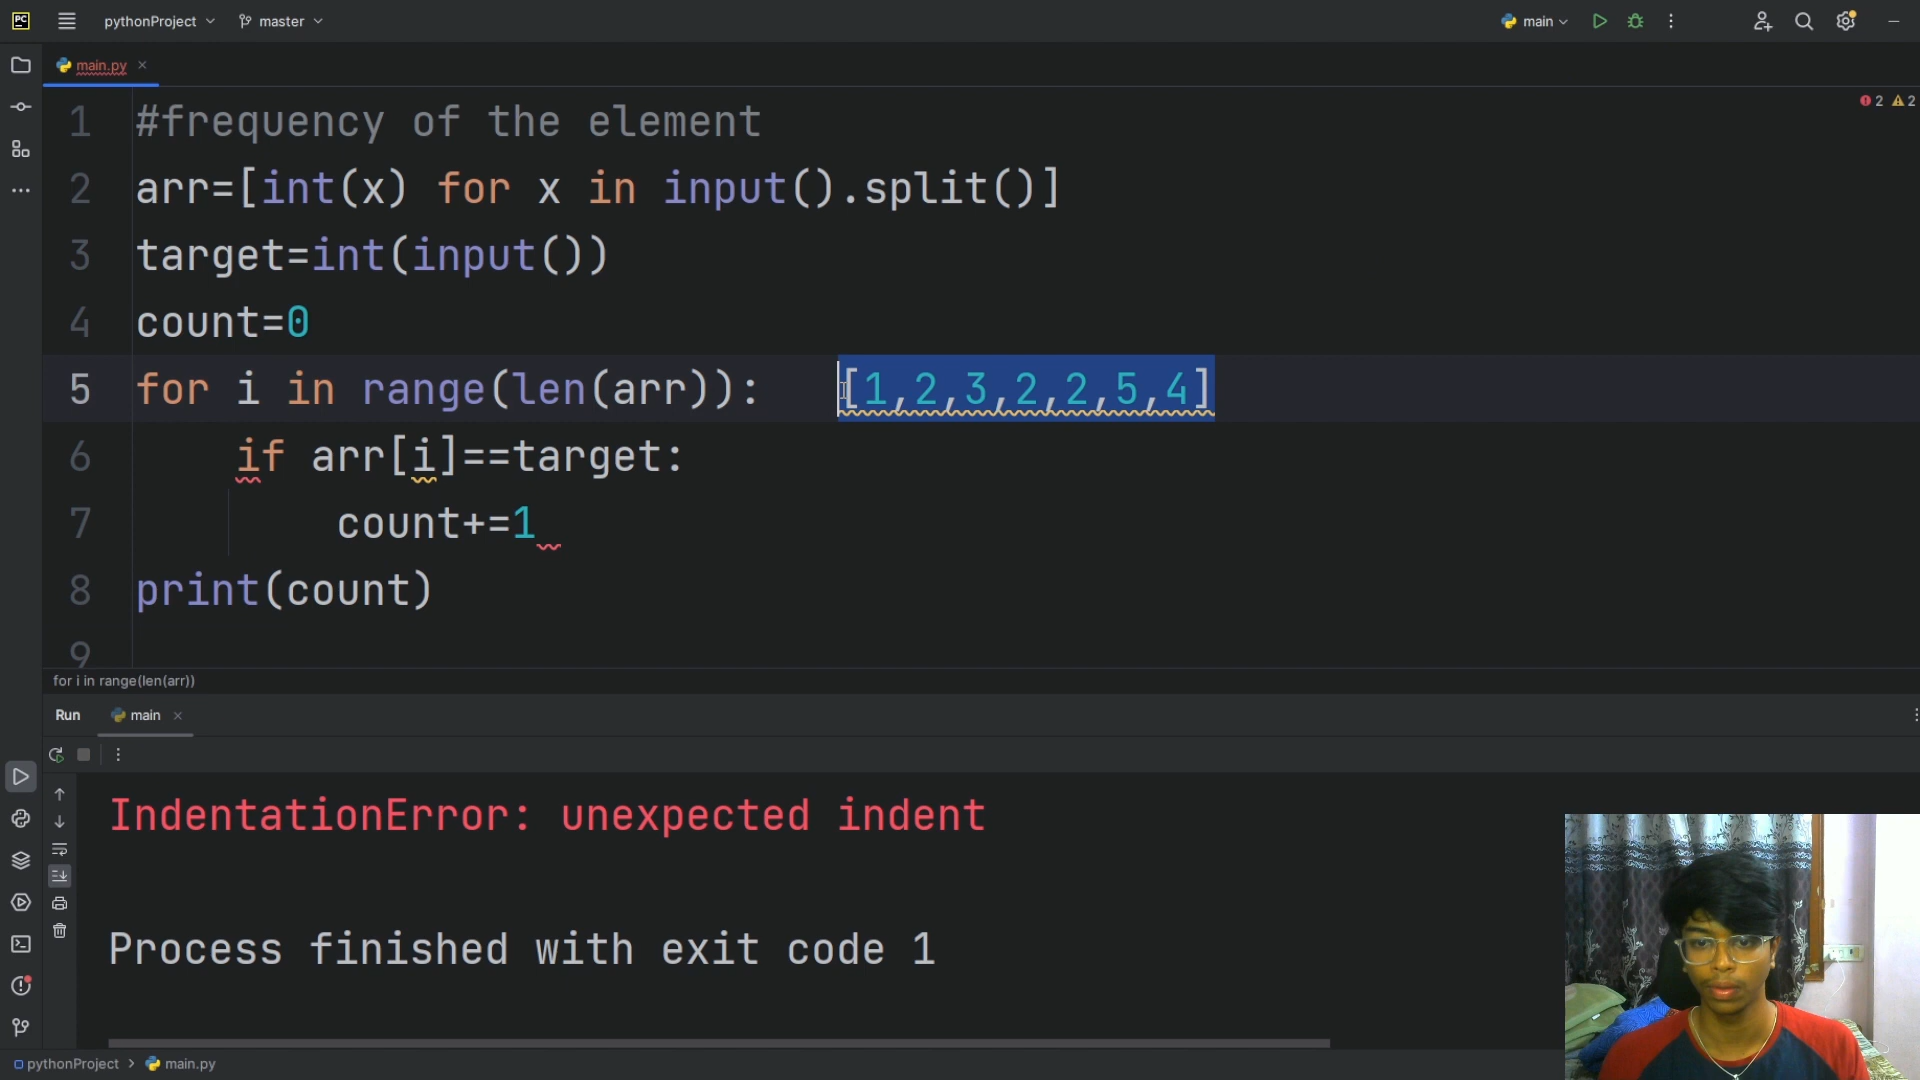 PC pythonProject master main
main.py
2 2
1 #frequency of the element
2 arr=[int(x) for x in input().split()]
3 target=int(input())
4 count=0
5 for i in range(len(arr)): [1,2,3,2,2,5,4]
6 if arr[i]==target:
7 count+=1
8 print(count)
9
for i in range(len(arr))
Run main
IndentationError: unexpected indent
Process finished with exit code 1
pythonProject > main.py